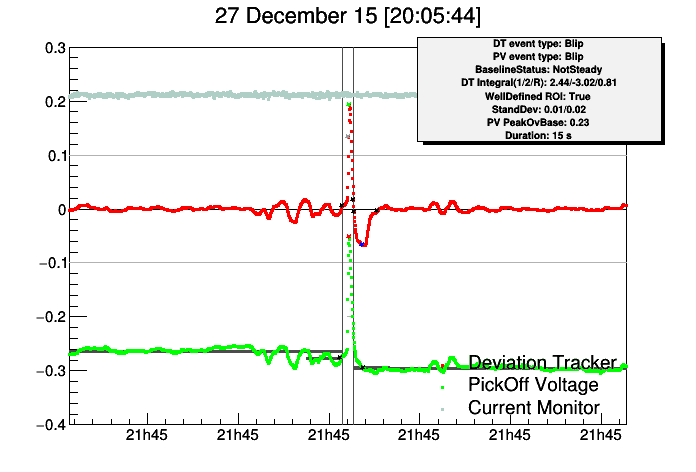 27 December 15 [20:05:44]
DT event type: Blip
PV event type: Blip
BaselineStatus: NotSteady
DT Integral(1/2/R): 2.44/-3.02/0.81
WellDefined ROI: True
StandDev: 0.01/0.02
PV PeakOvBase: 0.23
Duration: 15 s
0.3
0.2
0.1
0
−0.1
−0.2
−0.3
−0.4
Deviation Tracker
PickOff Voltage
Current Monitor
21h45 21h45 21h45 21h45 21h45 21h45